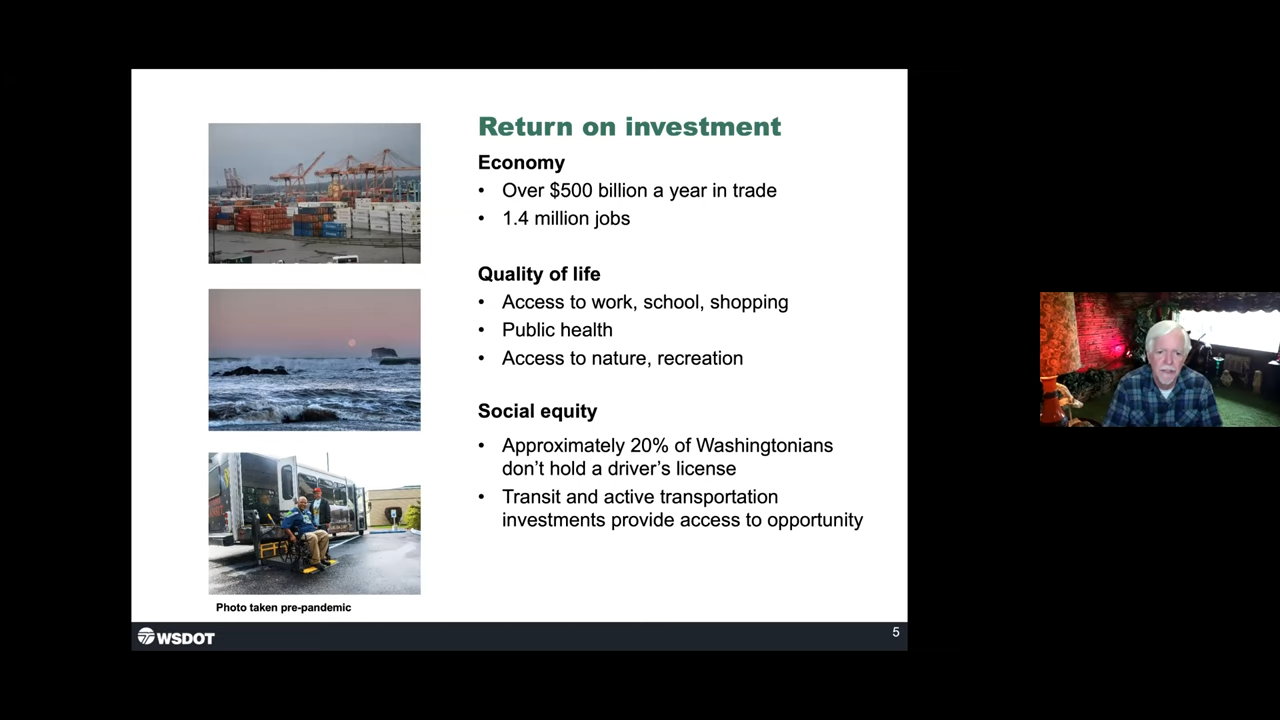 Return on investment
Economy
• Over $500 billion a year in trade
• 1.4 million jobs
Quality of life
• Access to work, school, shopping
• Public health
• Access to nature, recreation
Social equity
• Approximately 20% of Washingtonians
don’t hold a driver’s license
• Transit and active transportation
investments provide access to opportunity
Photo taken pre-pandemic
WSDOT
5